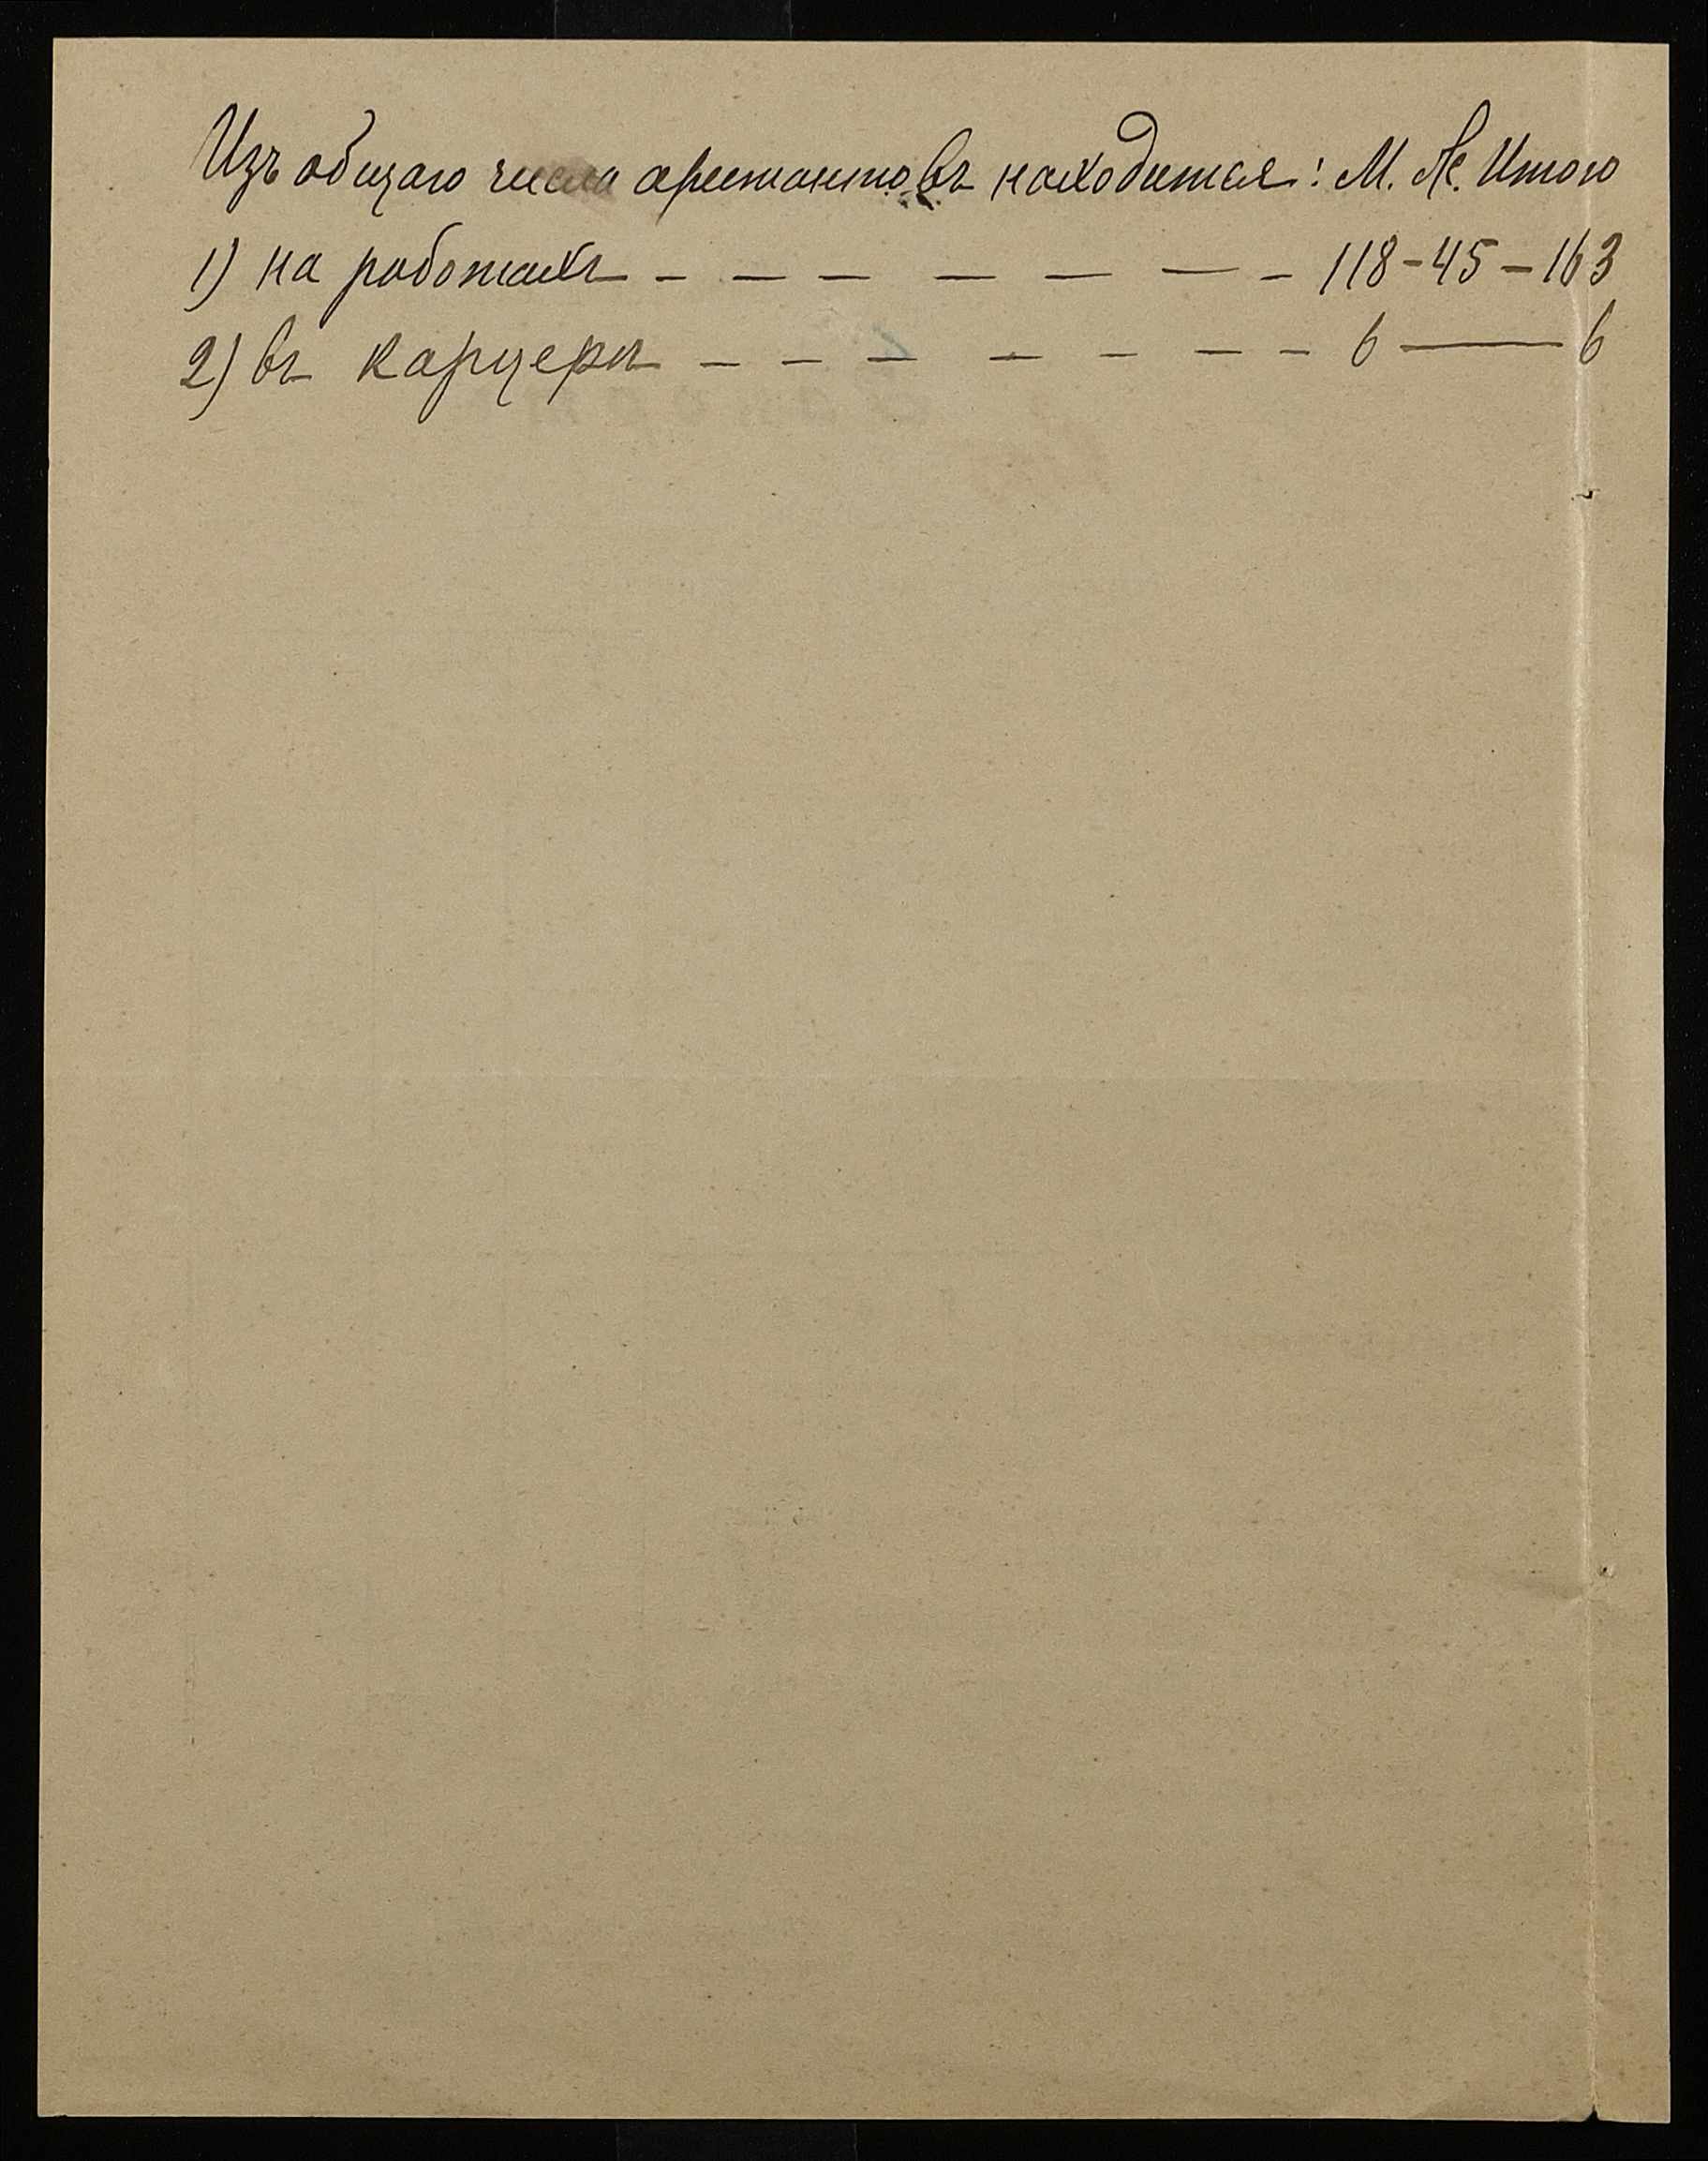 Изъ общаго числа арестантовъ находится: М. Ж. Итого
1) на работахъ — — — — — — — — 118 - 45 - 163
2) въ карцерѣ — — — — — — — — 6 — 6